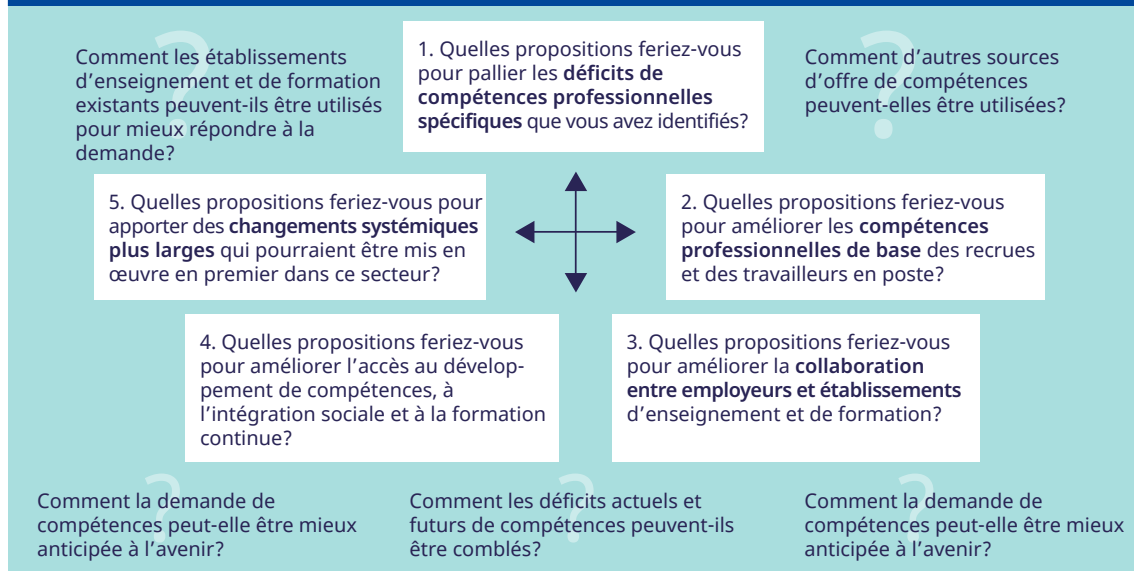 Comment les établissements
d’enseignement et de formation
existants peuvent-ils être utilisés
pour mieux répondre à la
demande?
1. Quelles propositions feriez-vous
pour pallier les déficits de
compétences professionnelles
spécifiques que vous avez identifiés?
Comment d’autres sources
d’offre de compétences
peuvent-elles être utilisées?
5. Quelles propositions feriez-vous pour
apporter des changements systémiques
plus larges qui pourraient être mis en
œuvre en premier dans ce secteur?
2. Quelles propositions feriez-vous
pour améliorer les compétences
professionnelles de base des recrues
et des travailleurs en poste?
4. Quelles propositions feriez-vous
pour améliorer l’accès au dévelop-
pement de compétences, à
l’intégration sociale et à la formation
continue?
3. Quelles propositions feriez-vous
pour améliorer la collaboration
entre employeurs et établissements
d’enseignement et de formation?
Comment la demande de
compétences peut-elle être mieux
anticipée à l’avenir?
Comment les déficits actuels et
futurs de compétences peuvent-ils
être comblés?
Comment la demande de
compétences peut-elle être mieux
anticipée à l’avenir?